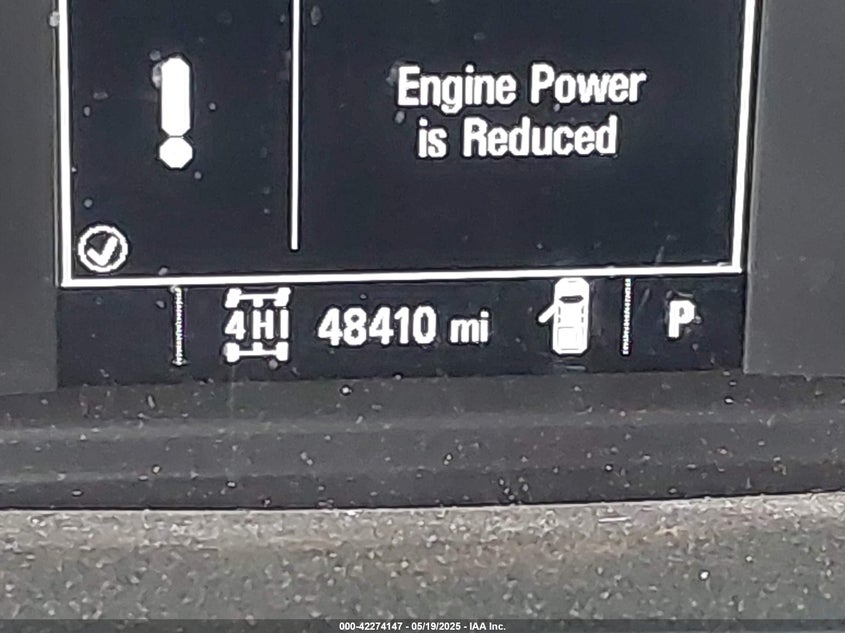 Engine Power
is Reduced
4HI 48410 mi P
000-42274147 - 05/19/2025 - IAA Inc.